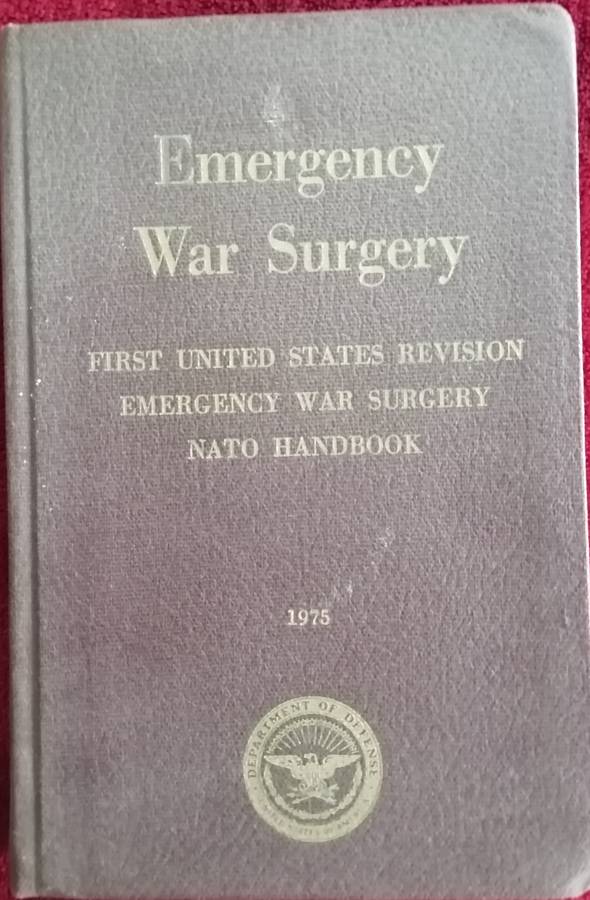 Emergency
War Surgery
FIRST UNITED STATES REVISION
EMERGENCY WAR SURGERY
NATO HANDBOOK
1975
DEPARTMENT OF DEFENSE